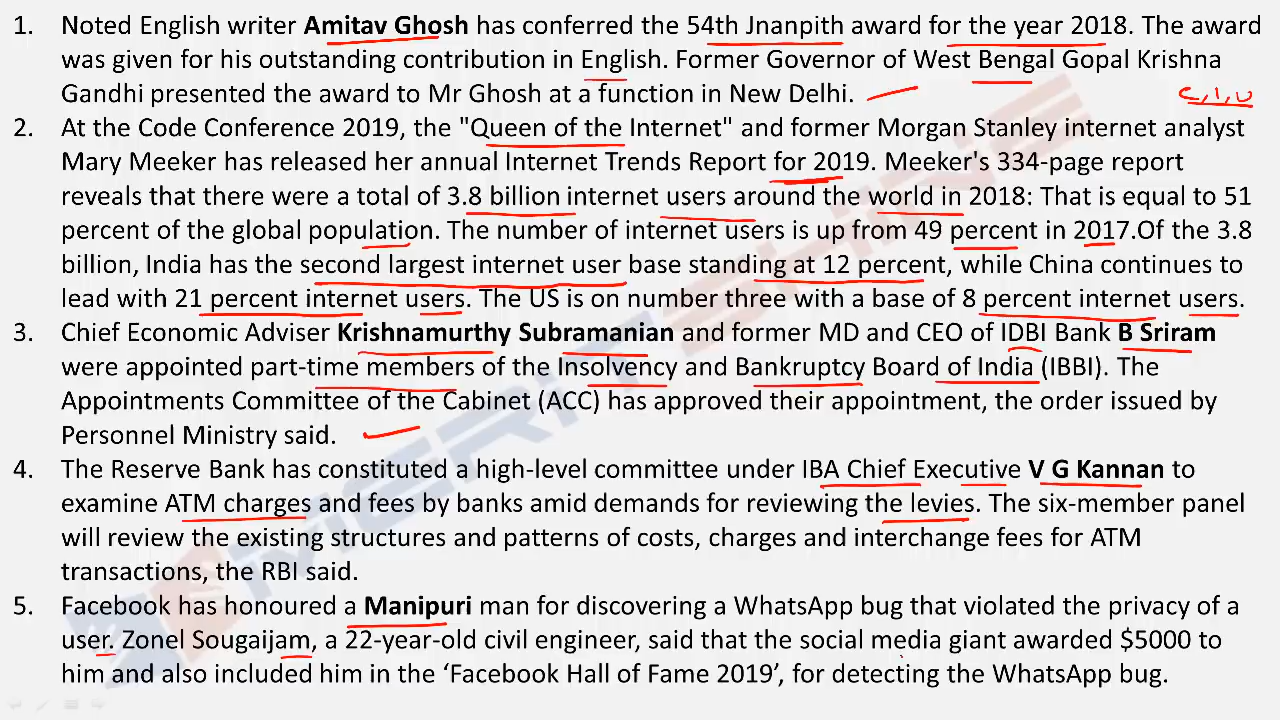 1. Noted English writer Amitav Ghosh has conferred the 54th Jnanpith award for the year 2018. The award
was given for his outstanding contribution in English. Former Governor of West Bengal Gopal Krishna
Gandhi presented the award to Mr Ghosh at a function in New Delhi.
C, I, U
2. At the Code Conference 2019, the "Queen of the Internet" and former Morgan Stanley internet analyst
Mary Meeker has released her annual Internet Trends Report for 2019. Meeker's 334-page report
reveals that there were a total of 3.8 billion internet users around the world in 2018: That is equal to 51
percent of the global population. The number of internet users is up from 49 percent in 2017.Of the 3.8
billion, India has the second largest internet user base standing at 12 percent, while China continues to
lead with 21 percent internet users. The US is on number three with a base of 8 percent internet users.
3. Chief Economic Adviser Krishnamurthy Subramanian and former MD and CEO of IDBI Bank B Sriram
were appointed part-time members of the Insolvency and Bankruptcy Board of India (IBBI). The
Appointments Committee of the Cabinet (ACC) has approved their appointment, the order issued by
Personnel Ministry said.
4. The Reserve Bank has constituted a high-level committee under IBA Chief Executive V G Kannan to
examine ATM charges and fees by banks amid demands for reviewing the levies. The six-member panel
will review the existing structures and patterns of costs, charges and interchange fees for ATM
transactions, the RBI said.
5. Facebook has honoured a Manipuri man for discovering a WhatsApp bug that violated the privacy of a
user. Zonel Sougaijam, a 22-year-old civil engineer, said that the social media giant awarded $5000 to
him and also included him in the ‘Facebook Hall of Fame 2019’, for detecting the WhatsApp bug.
MERIT SHINE